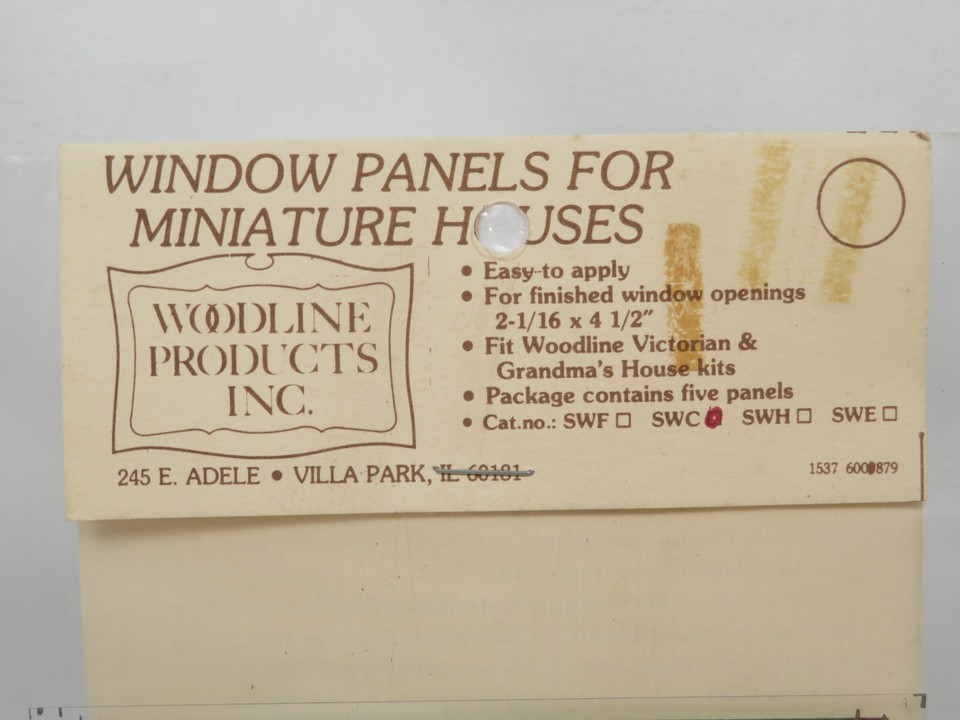 WINDOW PANELS FOR
MINIATURE HOUSES
WOODLINE
PRODUCTS
INC.
• Easy to apply
• For finished window openings
2-1/16 x 4 1/2"
• Fit Woodline Victorian &
Grandma's House kits
• Package contains five panels
• Cat.no.: SWF ☐ SWC ☐ SWH ☐ SWE ☐
245 E. ADELE • VILLA PARK, IL 60181
1537 6000879